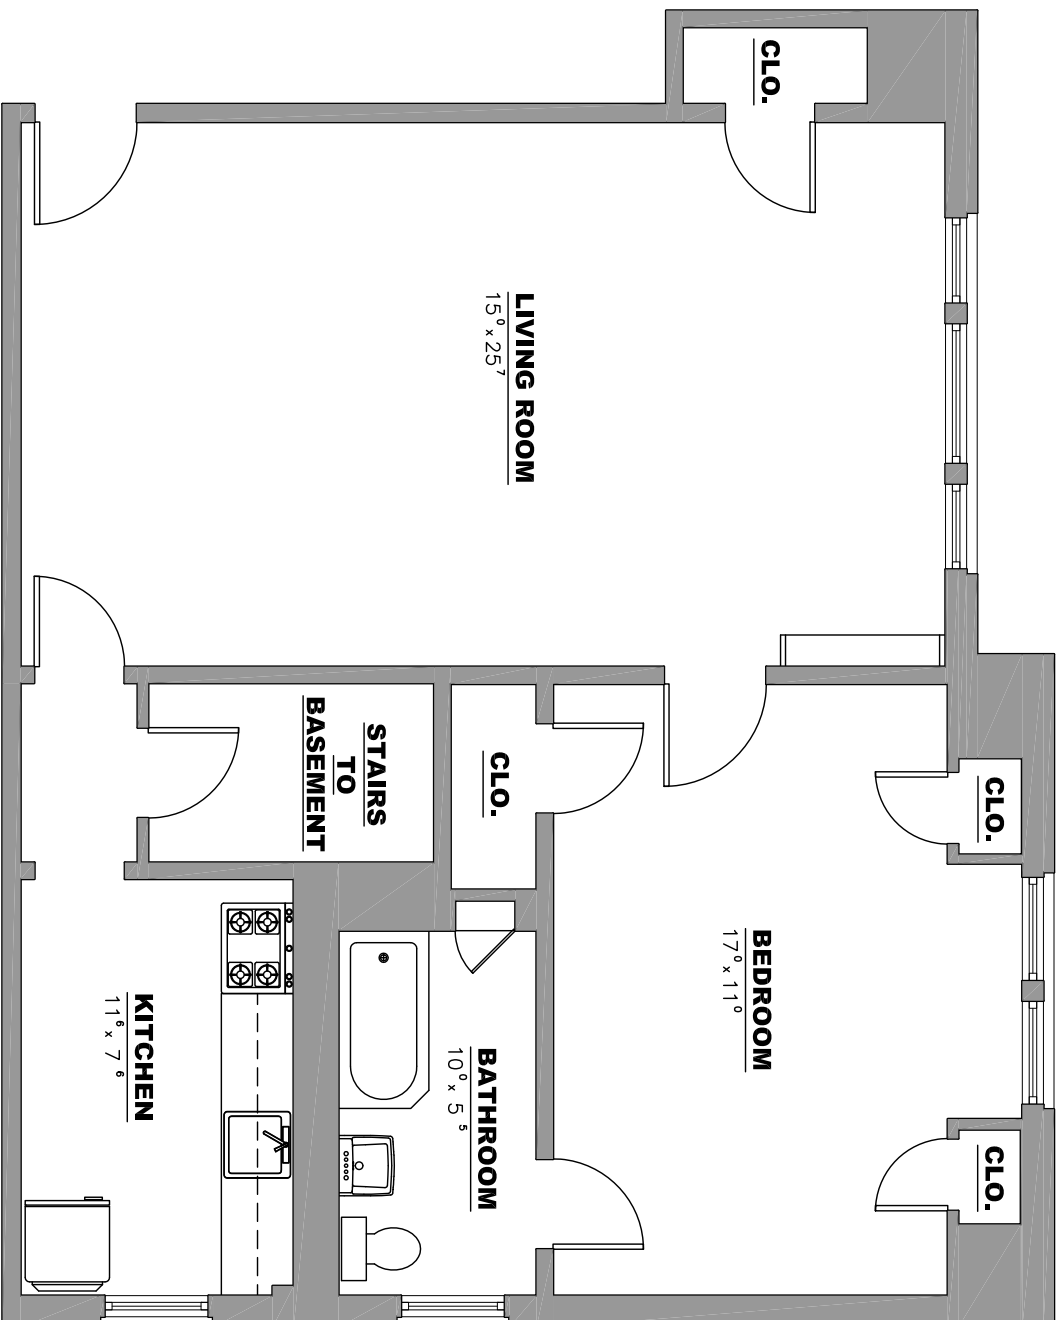 CLO.
LIVING ROOM
15⁰ x 25⁷
STAIRS
TO
BASEMENT
CLO.
CLO.
BEDROOM
17⁰ x 11⁰
KITCHEN
11⁶ x 7⁶
BATHROOM
10⁰ x 5⁵
CLO.